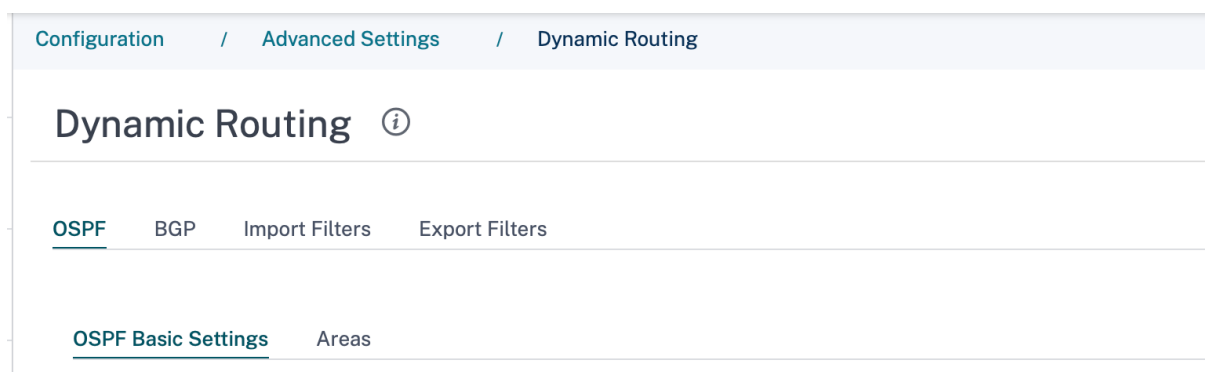 Configuration / Advanced Settings / Dynamic Routing
Dynamic Routing i
OSPF BGP Import Filters Export Filters
OSPF Basic Settings Areas